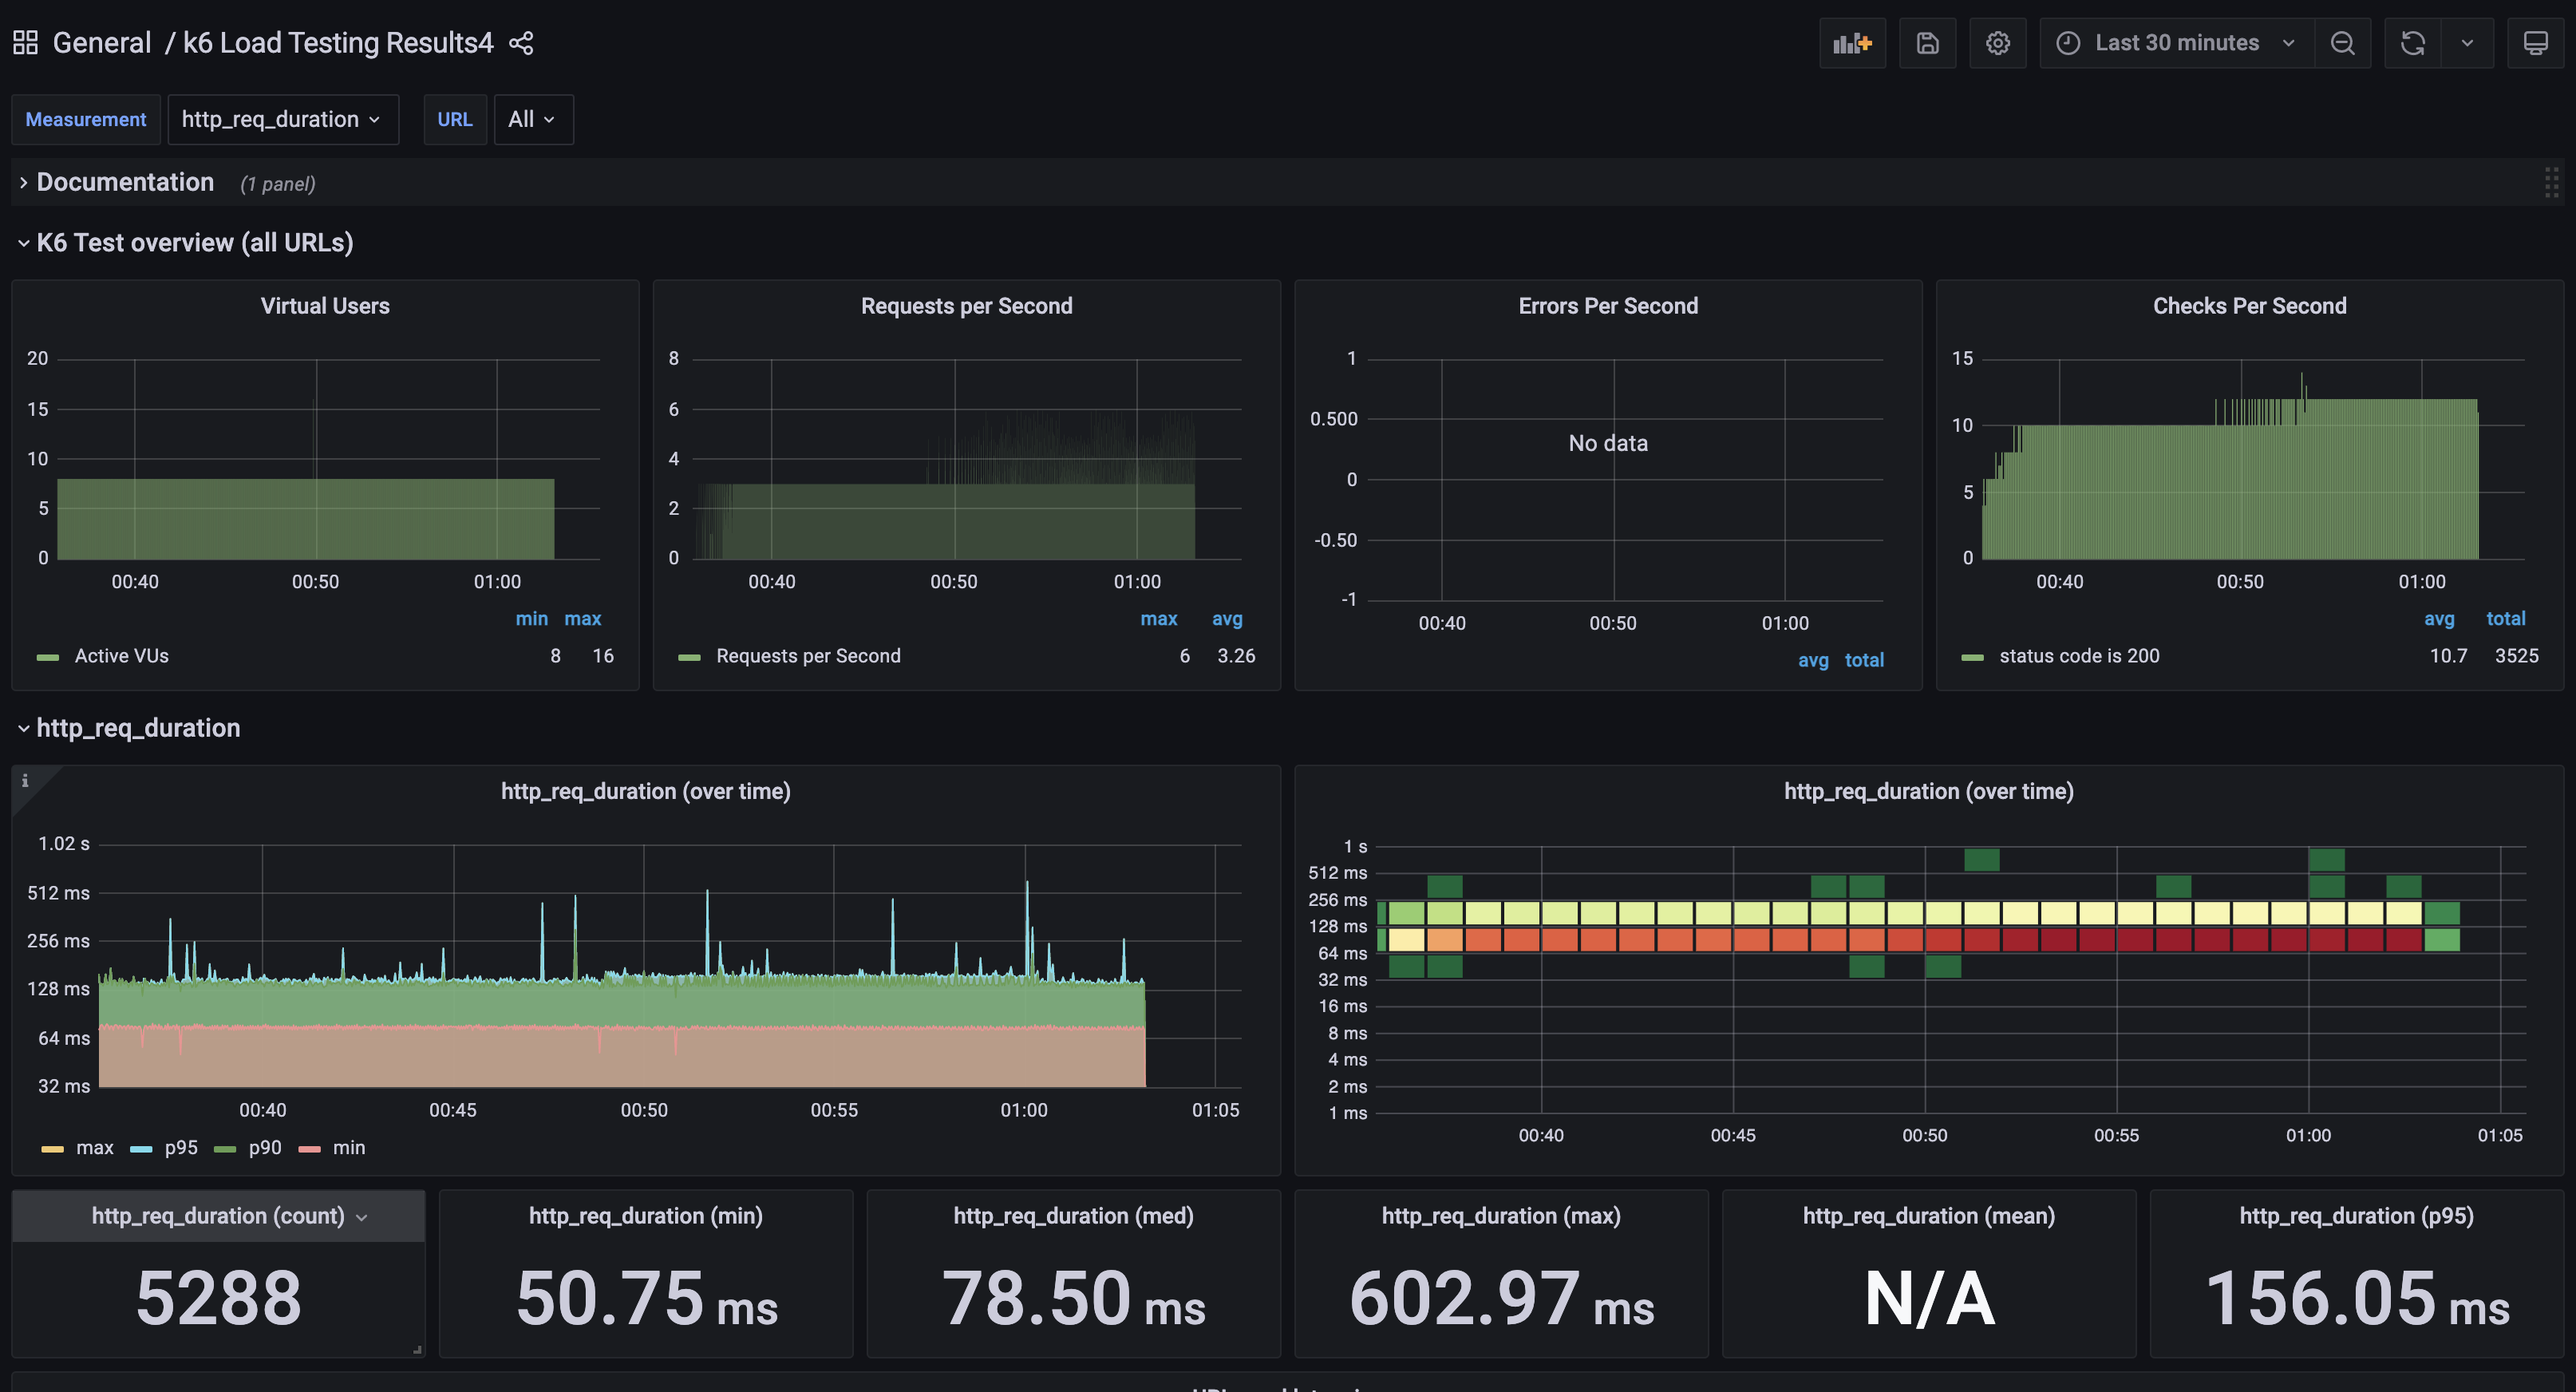 General / k6 Load Testing Results4
Last 30 minutes
Measurement http_req_duration URL All
Documentation (1 panel)
K6 Test overview (all URLs)
Virtual Users
20
15
10
5
0
00:40 00:50 01:00
min max
Active VUs 8 16
Requests per Second
8
6
4
2
0
00:40 00:50 01:00
max avg
Requests per Second 6 3.26
Errors Per Second
1
0.500
0
-0.50
-1
No data
00:40 00:50 01:00
avg total
Checks Per Second
15
10
5
0
00:40 00:50 01:00
avg total
status code is 200 10.7 3525
http_req_duration
i
http_req_duration (over time)
1.02 s
512 ms
256 ms
128 ms
64 ms
32 ms
00:40 00:45 00:50 00:55 01:00 01:05
max p95 p90 min
http_req_duration (over time)
1 s
512 ms
256 ms
128 ms
64 ms
32 ms
16 ms
8 ms
4 ms
2 ms
1 ms
00:40 00:45 00:50 00:55 01:00 01:05
http_req_duration (count)
5288
http_req_duration (min)
50.75 ms
http_req_duration (med)
78.50 ms
http_req_duration (max)
602.97 ms
http_req_duration (mean)
N/A
http_req_duration (p95)
156.05 ms